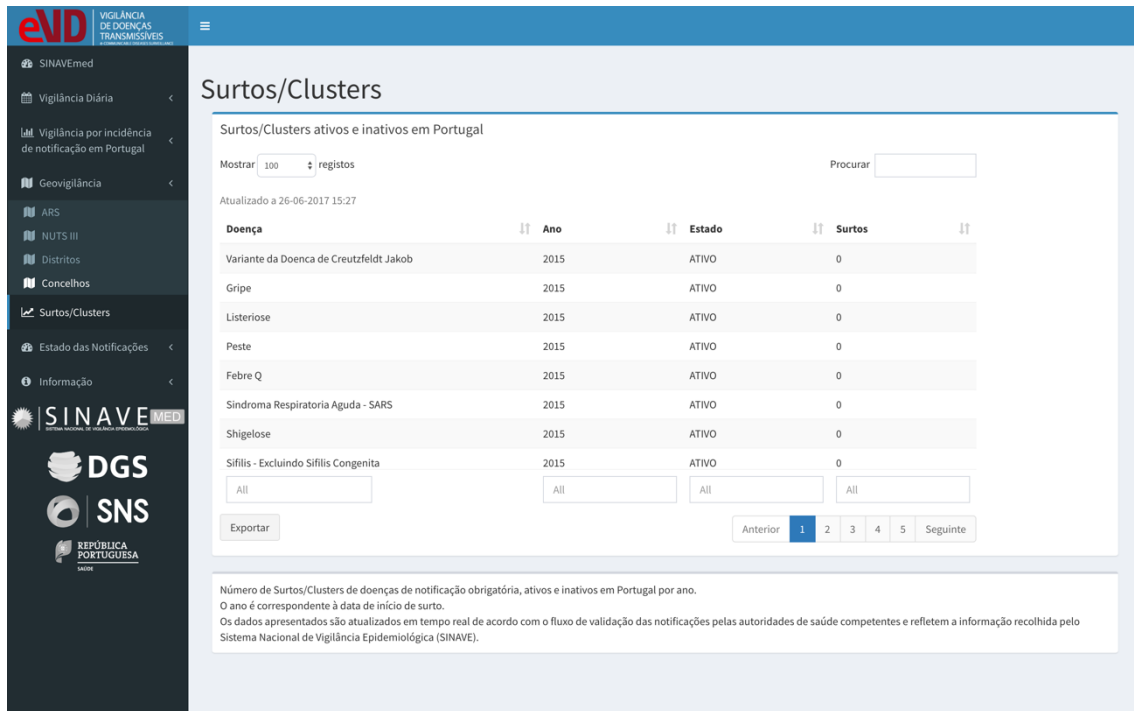 eVD
VIGILÂNCIA
DE DOENÇAS
TRANSMISSÍVEIS
SINAVEmed
Vigilância Diária
Vigilância por incidência
de notificação em Portugal
Geovigilância
ARS
NUTS III
Distritos
Concelhos
Surtos/Clusters
Estado das Notificações
Informação
SINAVE MED
SISTEMA NACIONAL DE VIGILÂNCIA EPIDEMIOLÓGICA
DGS
SNS
REPÚBLICA
PORTUGUESA
SAÚDE
Surtos/Clusters
Surtos/Clusters ativos e inativos em Portugal
Mostrar 100 registos Procurar
Atualizado a 26-06-2017 15:27
Doença Ano Estado Surtos
Variante da Doenca de Creutzfeldt Jakob 2015 ATIVO 0
Gripe 2015 ATIVO 0
Listeriose 2015 ATIVO 0
Peste 2015 ATIVO 0
Febre Q 2015 ATIVO 0
Sindroma Respiratoria Aguda - SARS 2015 ATIVO 0
Shigelose 2015 ATIVO 0
Sifilis - Excluindo Sifilis Congenita 2015 ATIVO 0
All All All All
Exportar Anterior 1 2 3 4 5 Seguinte
Número de Surtos/Clusters de doenças de notificação obrigatória, ativos e inativos em Portugal por ano.
O ano é correspondente à data de início de surto.
Os dados apresentados são atualizados em tempo real de acordo com o fluxo de validação das notificações pelas autoridades de saúde competentes e refletem a informação recolhida pelo
Sistema Nacional de Vigilância Epidemiológica (SINAVE).